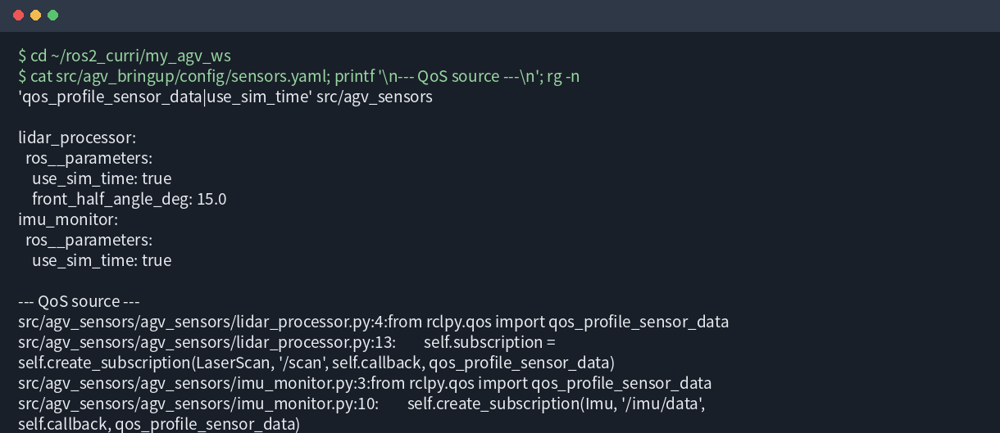 $ cd ~/ros2_curri/my_agv_ws
$ cat src/agv_bringup/config/sensors.yaml; printf '\n--- QoS source ---\n'; rg -n
'qos_profile_sensor_data|use_sim_time' src/agv_sensors

lidar_processor:
  ros__parameters:
    use_sim_time: true
    front_half_angle_deg: 15.0
imu_monitor:
  ros__parameters:
    use_sim_time: true

--- QoS source ---
src/agv_sensors/agv_sensors/lidar_processor.py:4:from rclpy.qos import qos_profile_sensor_data
src/agv_sensors/agv_sensors/lidar_processor.py:13:        self.subscription =
self.create_subscription(LaserScan, '/scan', self.callback, qos_profile_sensor_data)
src/agv_sensors/agv_sensors/imu_monitor.py:3:from rclpy.qos import qos_profile_sensor_data
src/agv_sensors/agv_sensors/imu_monitor.py:10:        self.create_subscription(Imu, '/imu/data',
self.callback, qos_profile_sensor_data)